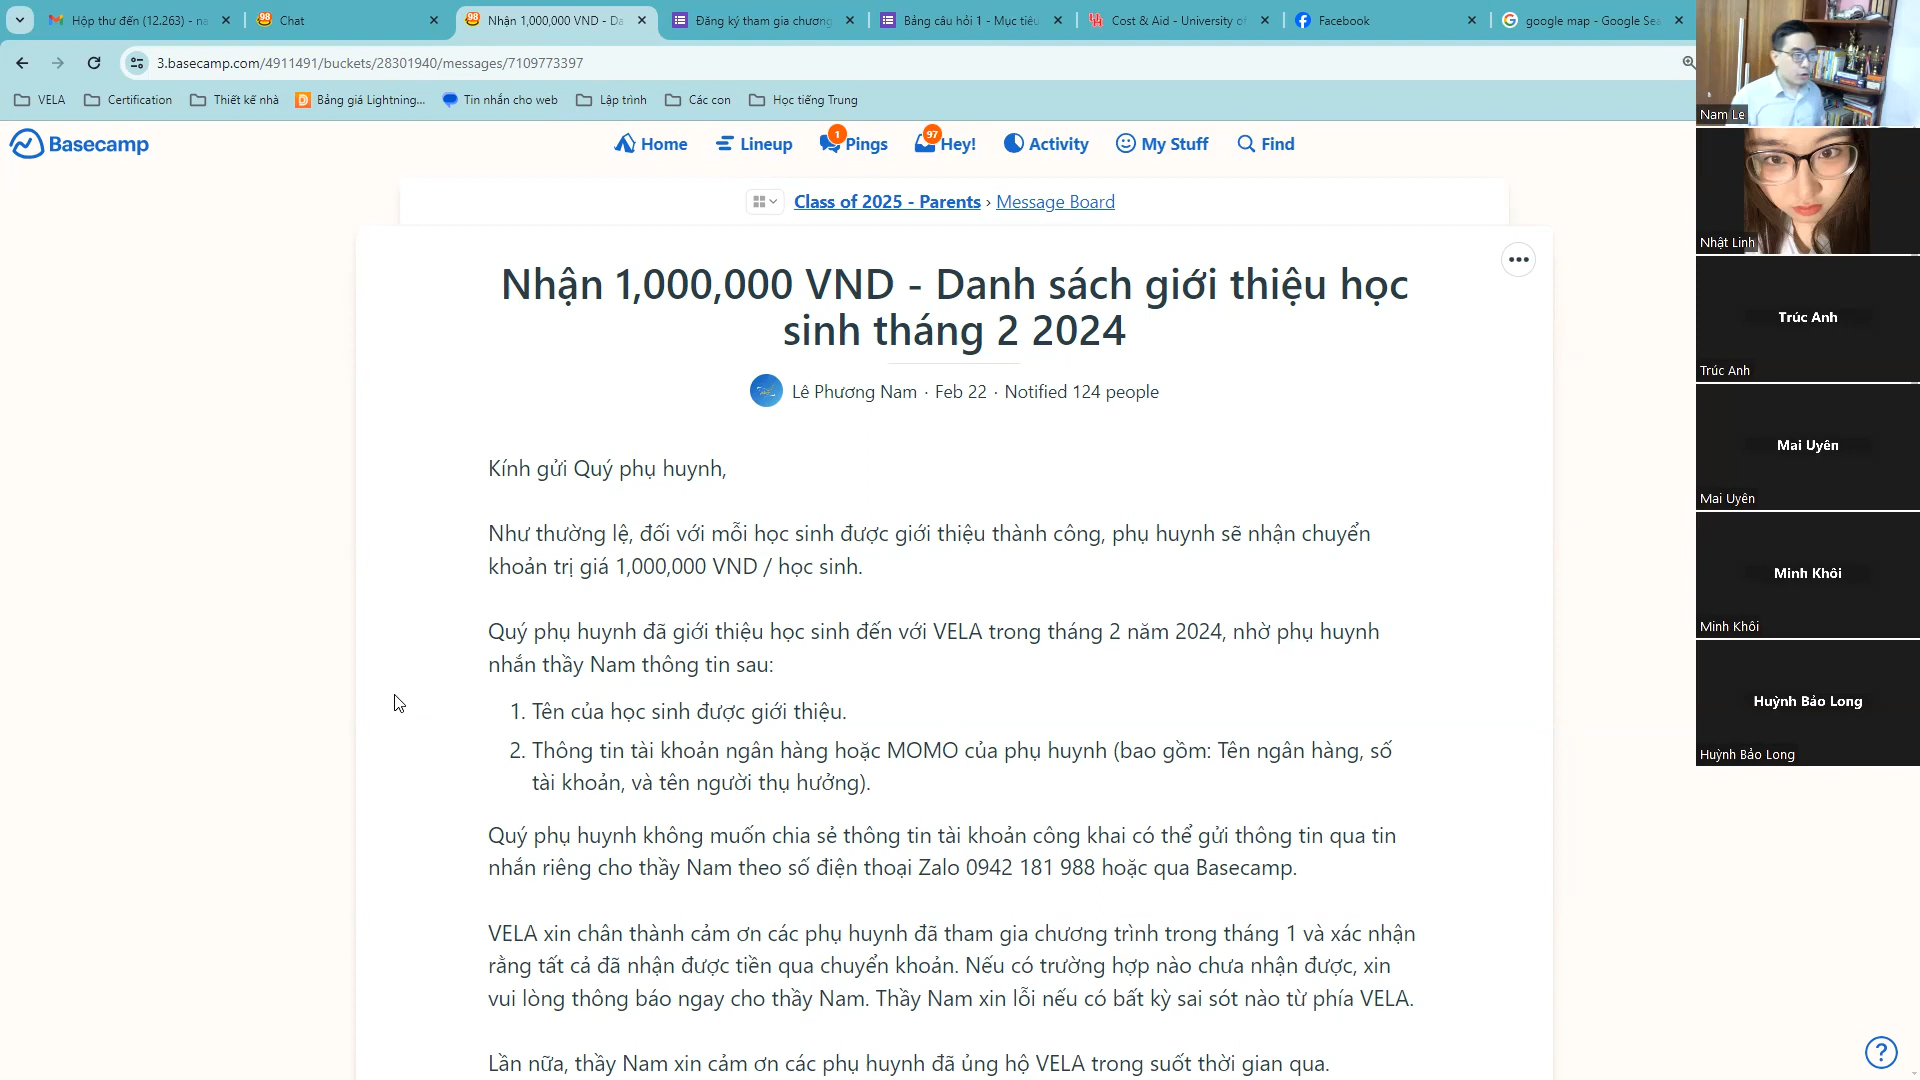 Hộp thư đến (12.263) - na
Chat
Nhận 1,000,000 VND - Da
Đăng ký tham gia chương
Bảng câu hỏi 1 - Mục tiêu
Cost & Aid - University of
Facebook
google map - Google Sea
3.basecamp.com/4911491/buckets/28301940/messages/7109773397
VELA
Certification
Thiết kế nhà
Bảng giá Lightning...
Tin nhắn cho web
Lập trình
Các con
Học tiếng Trung
Basecamp
Home
Lineup
1
Pings
97
Hey!
Activity
My Stuff
Find
Class of 2025 - Parents › Message Board
Nhận 1,000,000 VND - Danh sách giới thiệu học
sinh tháng 2 2024
Lê Phương Nam · Feb 22 · Notified 124 people
Kính gửi Quý phụ huynh,
Như thường lệ, đối với mỗi học sinh được giới thiệu thành công, phụ huynh sẽ nhận chuyển
khoản trị giá 1,000,000 VND / học sinh.
Quý phụ huynh đã giới thiệu học sinh đến với VELA trong tháng 2 năm 2024, nhờ phụ huynh
nhắn thầy Nam thông tin sau:
1. Tên của học sinh được giới thiệu.
2. Thông tin tài khoản ngân hàng hoặc MOMO của phụ huynh (bao gồm: Tên ngân hàng, số
tài khoản, và tên người thụ hưởng).
Quý phụ huynh không muốn chia sẻ thông tin tài khoản công khai có thể gửi thông tin qua tin
nhắn riêng cho thầy Nam theo số điện thoại Zalo 0942 181 988 hoặc qua Basecamp.
VELA xin chân thành cảm ơn các phụ huynh đã tham gia chương trình trong tháng 1 và xác nhận
rằng tất cả đã nhận được tiền qua chuyển khoản. Nếu có trường hợp nào chưa nhận được, xin
vui lòng thông báo ngay cho thầy Nam. Thầy Nam xin lỗi nếu có bất kỳ sai sót nào từ phía VELA.
Lần nữa, thầy Nam xin cảm ơn các phụ huynh đã ủng hộ VELA trong suốt thời gian qua.
Nam Le
Nhật Linh
Trúc Anh
Trúc Anh
Mai Uyên
Mai Uyên
Minh Khôi
Minh Khôi
Huỳnh Bảo Long
Huỳnh Bảo Long